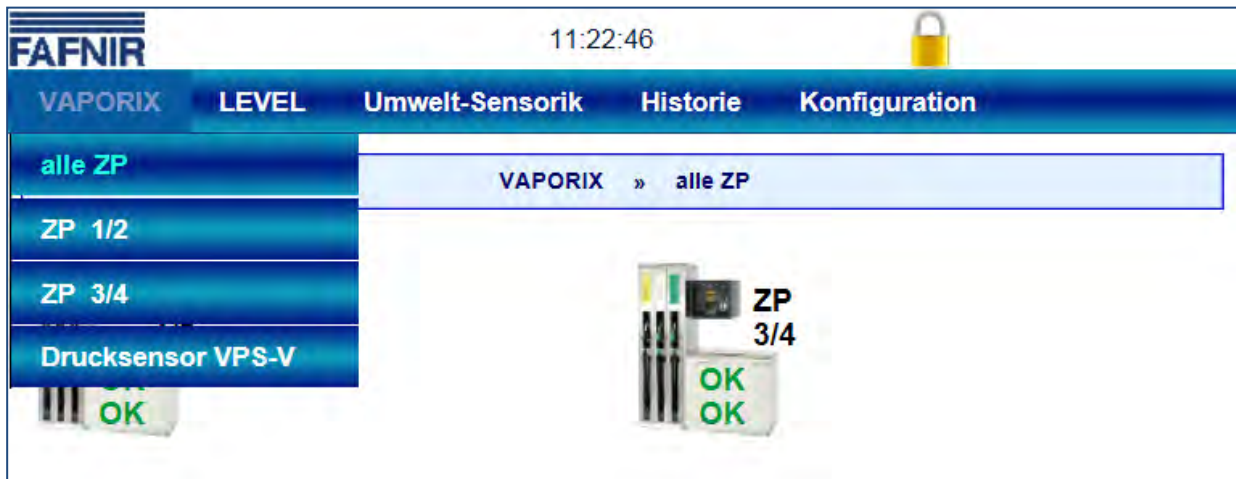 FAFNIR
11:22:46
VAPORIX LEVEL Umwelt-Sensorik Historie Konfiguration
alle ZP
VAPORIX » alle ZP
ZP 1/2
ZP 3/4
Drucksensor VPS-V
OK
ZP
3/4
OK
OK